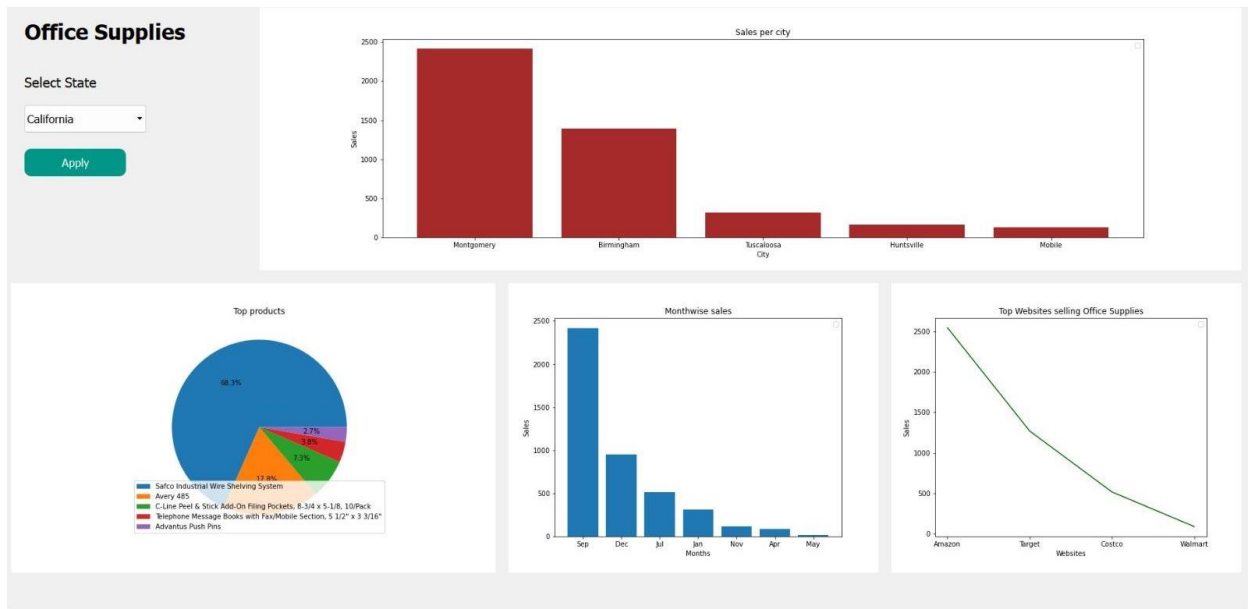 Office Supplies
Select State
California
Apply
Sales per city
2500
2000
1500
1000
500
0
Sales
Montgomery Birmingham Tuscaloosa Huntsville Mobile
City
Top products
68.3%
17.8%
7.3%
3.8%
2.7%
Safco Industrial Wire Shelving System
Avery 485
C-Line Peel & Stick Add-On Filing Pockets, 8-3/4 x 5-1/8, 10/Pack
Telephone Message Books with Fax/Mobile Section, 5 1/2" x 3 3/16"
Advantus Push Pins
Monthwise sales
2500
2000
1500
1000
500
0
Sales
Sep Dec Jul Jan Nov Apr May
Months
Top Websites selling Office Supplies
2500
2000
1500
1000
500
0
Sales
Amazon Target Costco Walmart
Websites